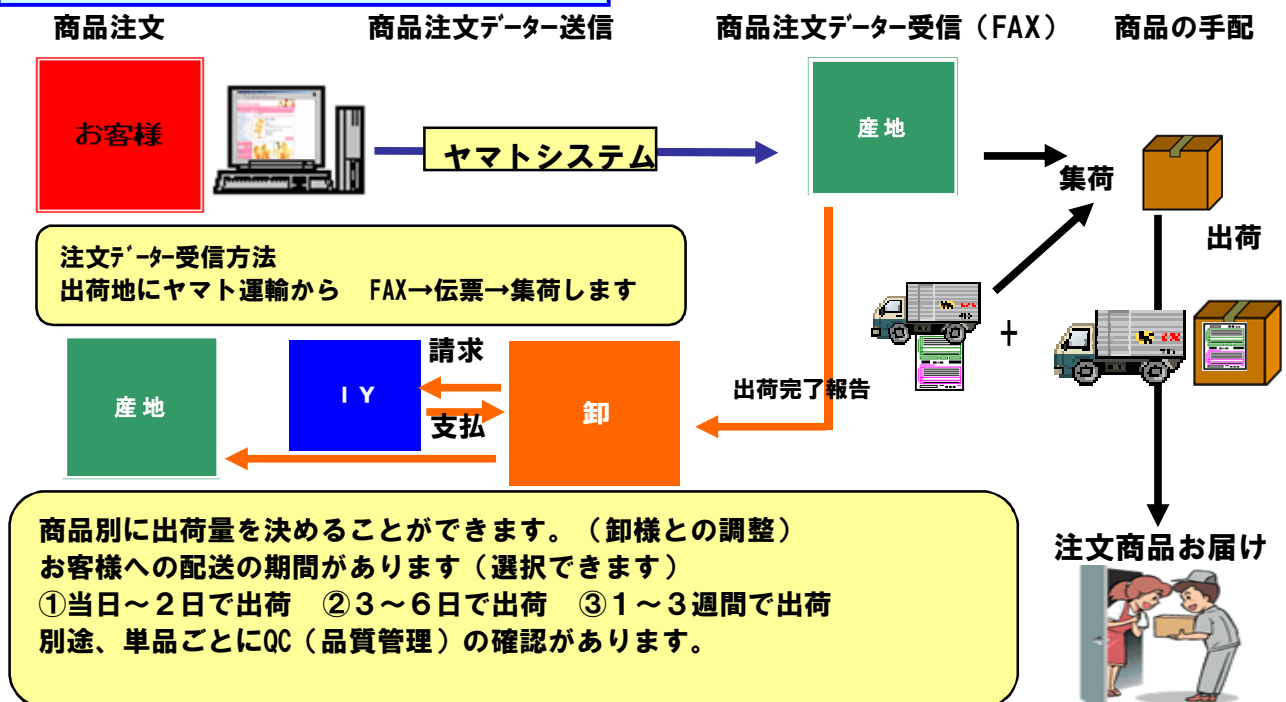 商品注文
商品注文データー送信
商品注文データー受信（FAX）
商品の手配
お客様
ヤマトシステム
産地
集荷
出荷
注文データー受信方法
出荷地にヤマト運輸から　FAX→伝票→集荷します
産地
ＩＹ
請求
支払
卸
出荷完了報告
+
商品別に出荷量を決めることができます。（卸様との調整）
お客様への配送の期間があります（選択できます）
①当日～２日で出荷　②３～６日で出荷　③１～３週間で出荷
別途、単品ごとにQC（品質管理）の確認があります。
注文商品お届け